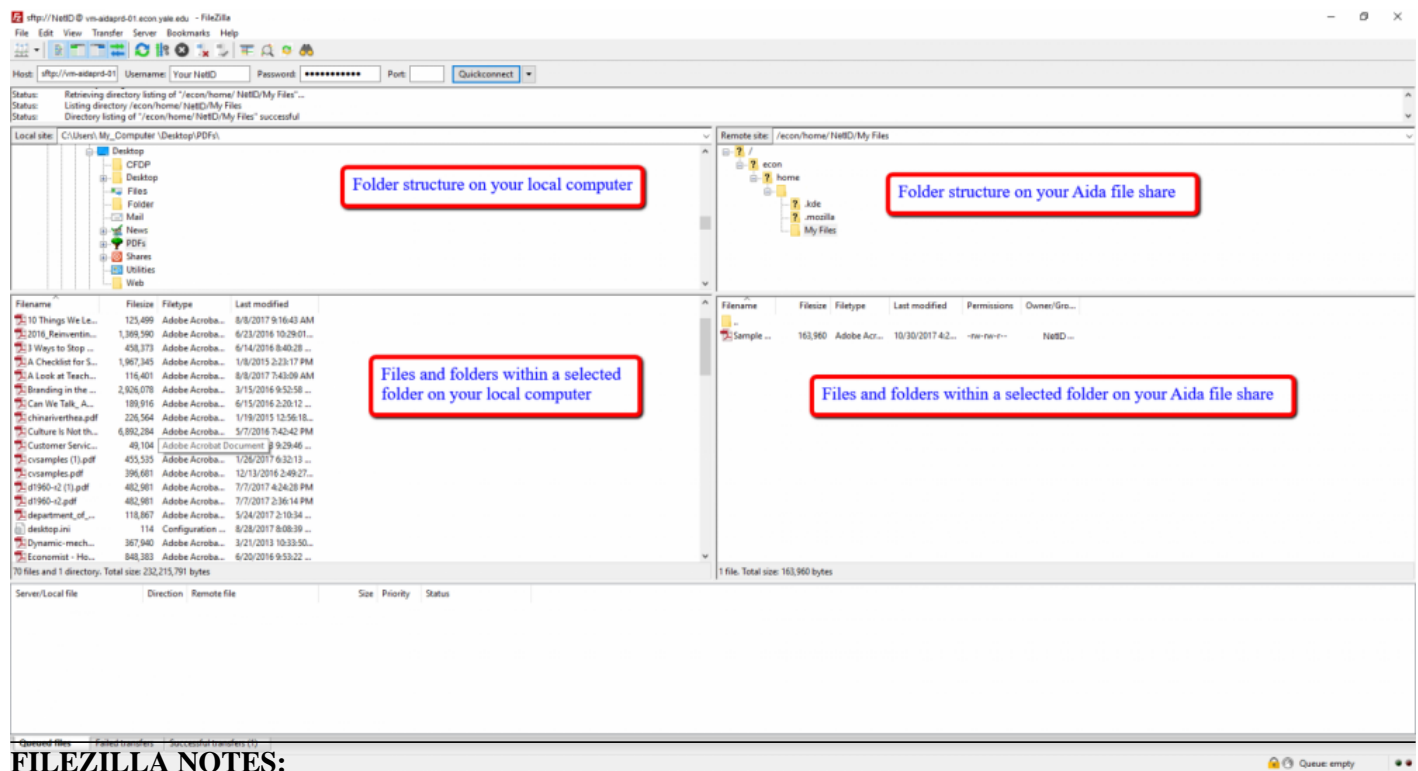 sftp://NetID@ vm-aidaprd-01.econ.yale.edu - FileZilla
File Edit View Transfer Server Bookmarks Help
Host: sftp://vm-aidaprd-01 Username: Your NetID Password: ●●●●●●●●●●● Port: Quickconnect
Status: Retrieving directory listing of "/econ/home/ NetID/My Files"...
Status: Listing directory /econ/home/ NetID/My Files
Status: Directory listing of "/econ/home/ NetID/My Files" successful
Local site: C:\Users\ My_Computer \Desktop\PDFs\
Desktop
CFDP
Desktop
Files
Folder
Mail
News
PDFs
Shares
Utilities
Web
Folder structure on your local computer
Remote site: /econ/home/ NetID/My Files
/
econ
home
.kde
.mozilla
My Files
Folder structure on your Aida file share
Filename Filesize Filetype Last modified
10 Things We Le... 125,499 Adobe Acroba... 8/8/2017 9:16:43 AM
2016_Reinventin... 1,369,590 Adobe Acroba... 6/23/2016 10:29:01...
3 Ways to Stop ... 458,373 Adobe Acroba... 6/14/2016 8:40:28 ...
A Checklist for S... 1,967,345 Adobe Acroba... 1/8/2015 2:23:17 PM
A Look at Teach... 116,401 Adobe Acroba... 8/8/2017 7:43:09 AM
Branding in the ... 2,926,078 Adobe Acroba... 3/15/2016 9:52:58 ...
Can We Talk_ A... 189,916 Adobe Acroba... 6/15/2016 2:20:12 ...
chinariverthea.pdf 226,564 Adobe Acroba... 1/19/2015 12:56:18...
Culture Is Not th... 6,892,284 Adobe Acroba... 5/7/2016 7:42:42 PM
Customer Servic... 49,104 Adobe Acrobat Document 9:29:46 ...
cvsamples (1).pdf 455,535 Adobe Acroba... 1/26/2017 6:32:13 ...
cvsamples.pdf 396,681 Adobe Acroba... 12/13/2016 2:49:27...
d1960-r2 (1).pdf 482,981 Adobe Acroba... 7/7/2017 4:24:28 PM
d1960-r2.pdf 482,981 Adobe Acroba... 7/7/2017 2:36:14 PM
department_of_... 118,867 Adobe Acroba... 5/24/2017 2:10:34 ...
desktop.ini 114 Configuration ... 8/28/2017 8:08:39 ...
Dynamic-mech... 367,940 Adobe Acroba... 3/21/2013 10:33:50...
Economist - Ho... 848,383 Adobe Acroba... 6/20/2016 9:53:22 ...
70 files and 1 directory. Total size: 232,215,791 bytes
Files and folders within a selected
folder on your local computer
Filename Filesize Filetype Last modified Permissions Owner/Gro...
..
Sample ... 163,960 Adobe Acr... 10/30/2017 4:2... -rw-rw-r-- NetID ...
Files and folders within a selected folder on your Aida file share
1 file. Total size: 163,960 bytes
Server/Local file Direction Remote file Size Priority Status
Queued files Failed transfers Successful transfers (1)
FILEZILLA NOTES:
Queue: empty